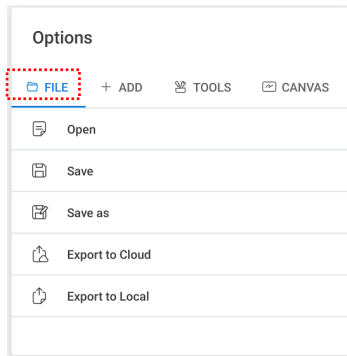 Options
FILE ADD TOOLS CANVAS
Open
Save
Save as
Export to Cloud
Export to Local